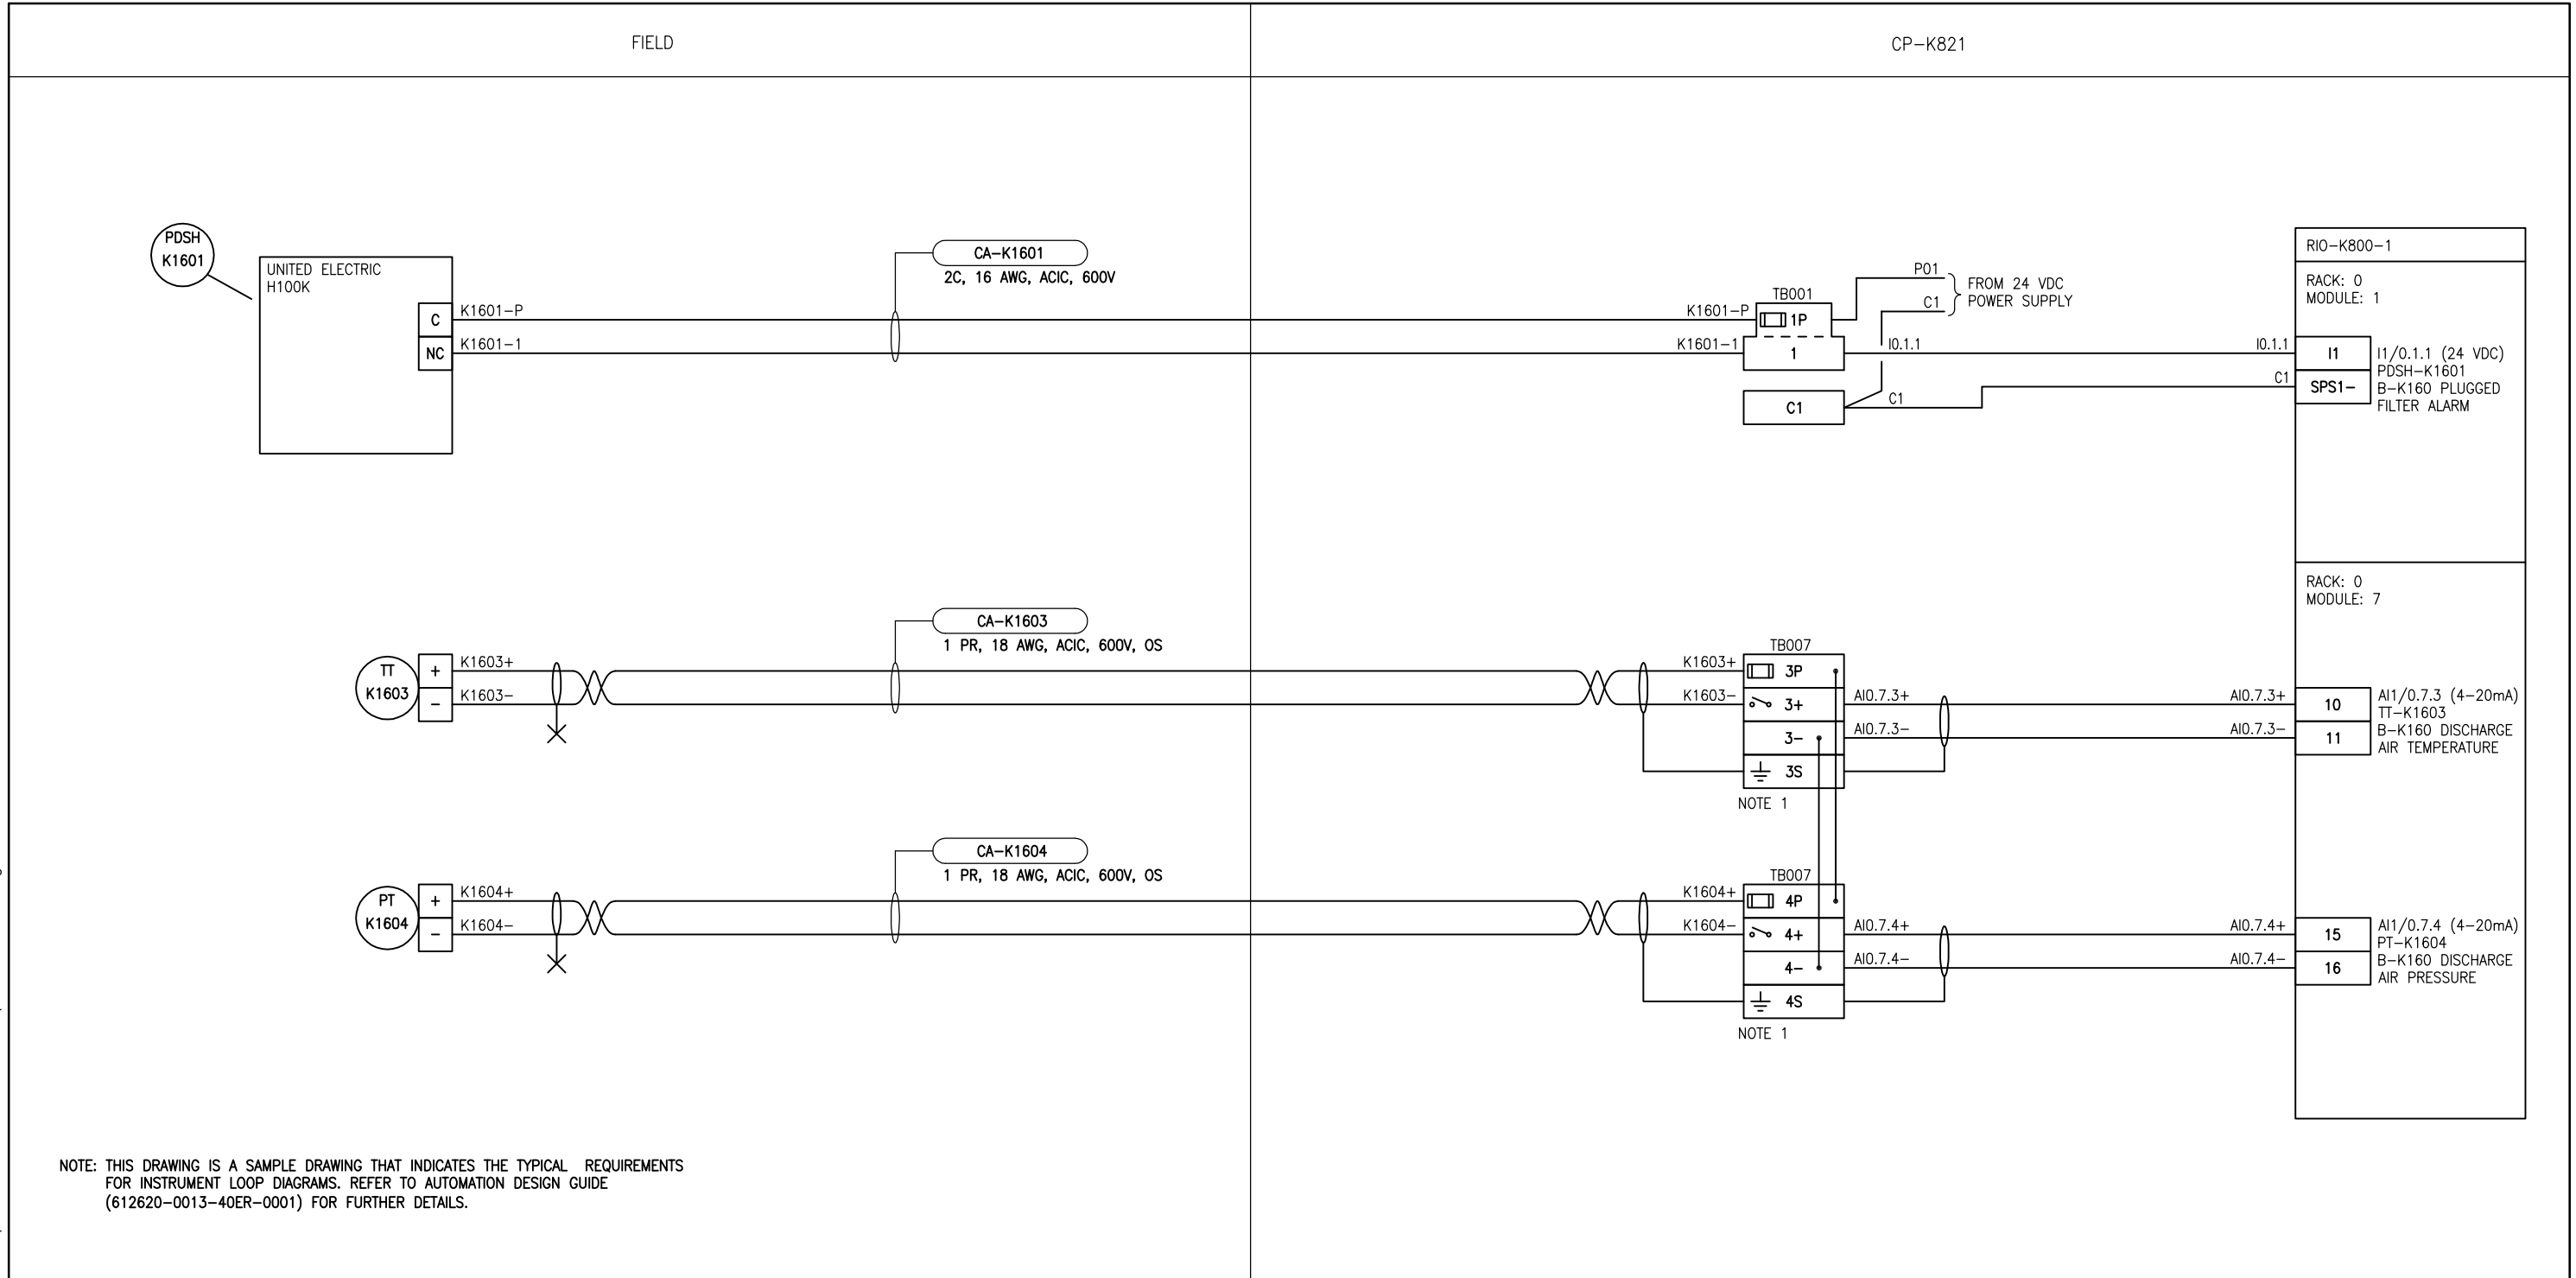 FIELD
CP-K821
PDSH
K1601
UNITED ELECTRIC
H100K
C
NC
K1601-P
K1601-1
CA-K1601
2C, 16 AWG, ACIC, 600V
K1601-P
K1601-1
TB001
1P
1
C1
P01
C1
FROM 24 VDC
POWER SUPPLY
I0.1.1
C1
I0.1.1
C1
RIO-K800-1
RACK: 0
MODULE: 1
I1
SPS1-
I1/0.1.1 (24 VDC)
PDSH-K1601
B-K160 PLUGGED
FILTER ALARM
TT
K1603
+
-
K1603+
K1603-
CA-K1603
1 PR, 18 AWG, ACIC, 600V, OS
K1603+
K1603-
TB007
3P
3+
3-
3S
NOTE 1
AI0.7.3+
AI0.7.3-
AI0.7.3+
AI0.7.3-
RACK: 0
MODULE: 7
10
11
AI1/0.7.3 (4-20mA)
TT-K1603
B-K160 DISCHARGE
AIR TEMPERATURE
PT
K1604
+
-
K1604+
K1604-
CA-K1604
1 PR, 18 AWG, ACIC, 600V, OS
K1604+
K1604-
TB007
4P
4+
4-
4S
NOTE 1
AI0.7.4+
AI0.7.4-
AI0.7.4+
AI0.7.4-
15
16
AI1/0.7.4 (4-20mA)
PT-K1604
B-K160 DISCHARGE
AIR PRESSURE
NOTE: THIS DRAWING IS A SAMPLE DRAWING THAT INDICATES THE TYPICAL REQUIREMENTS
FOR INSTRUMENT LOOP DIAGRAMS. REFER TO AUTOMATION DESIGN GUIDE
(612620-0013-40ER-0001) FOR FURTHER DETAILS.